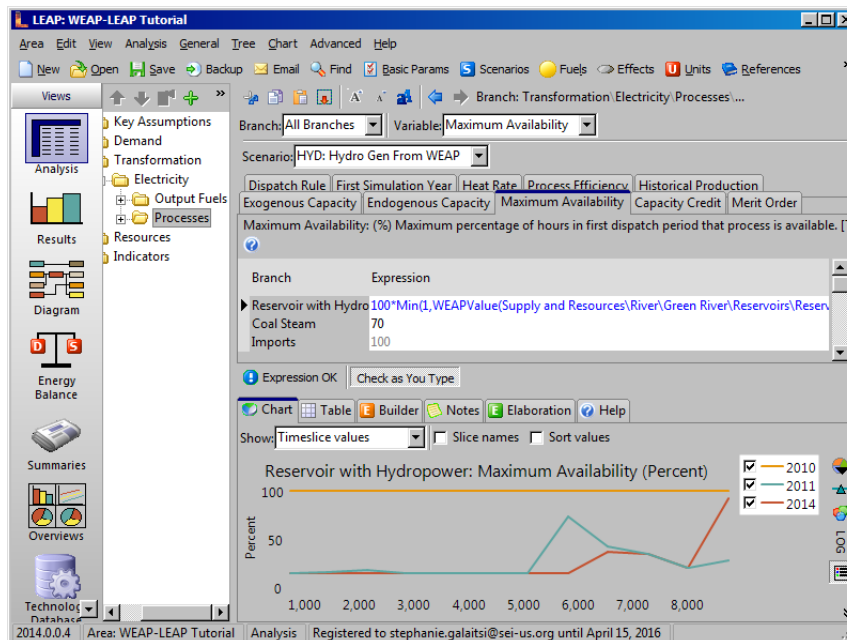 LEAP: WEAP-LEAP Tutorial
Area Edit View Analysis General Tree Chart Advanced Help
New Open Save Backup Email Find Basic Params S Scenarios Fuels Effects U Units References »
Views » A A a4 Branch: Transformation\Electricity\Processes\...
Analysis
Results
Diagram
D S
Energy
Balance
Summaries
Overviews
Technolog
Database
Key Assumptions
Demand
Transformation
Electricity
Output Fuels
Processes
Resources
Indicators
Branch: All Branches Variable: Maximum Availability
Scenario: HYD: Hydro Gen From WEAP
Dispatch Rule First Simulation Year Heat Rate Process Efficiency Historical Production
Exogenous Capacity Endogenous Capacity Maximum Availability Capacity Credit Merit Order
Maximum Availability: (%) Maximum percentage of hours in first dispatch period that process is available. [
Branch Expression
Reservoir with Hydro 100*Min(1,WEAPValue(Supply and Resources\River\Green River\Reservoirs\Reser
Coal Steam 70
Imports 100
Expression OK Check as You Type
Chart Table E Builder Notes E Elaboration Help
Show: Timeslice values Slice names Sort values
Reservoir with Hydropower: Maximum Availability (Percent)
2010
2011
2014
LOG
Percent
100
50
0
1,000 2,000 3,000 4,000 5,000 6,000 7,000 8,000
2014.0.0.4 Area: WEAP-LEAP Tutorial Analysis Registered to stephanie.galaitsi@sei-us.org until April 15, 2016